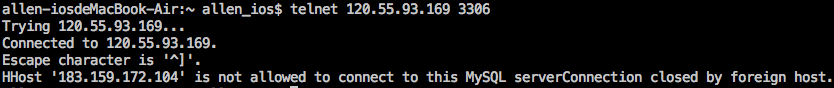 allen-iosdeMacBook-Air:~ allen_ios$ telnet 120.55.93.169 3306
Trying 120.55.93.169...
Connected to 120.55.93.169.
Escape character is '^]'.
HHost '183.159.172.104' is not allowed to connect to this MySQL serverConnection closed by foreign host.